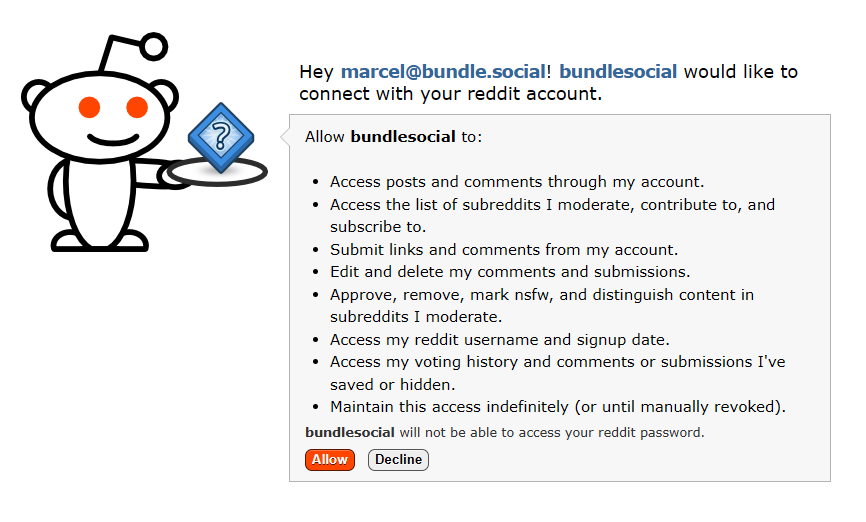 Hey marcel@bundle.social! bundlesocial would like to
connect with your reddit account.
Allow bundlesocial to:
• Access posts and comments through my account.
• Access the list of subreddits I moderate, contribute to, and
subscribe to.
• Submit links and comments from my account.
• Edit and delete my comments and submissions.
• Approve, remove, mark nsfw, and distinguish content in
subreddits I moderate.
• Access my reddit username and signup date.
• Access my voting history and comments or submissions I've
saved or hidden.
• Maintain this access indefinitely (or until manually revoked).
bundlesocial will not be able to access your reddit password.
Allow Decline
?